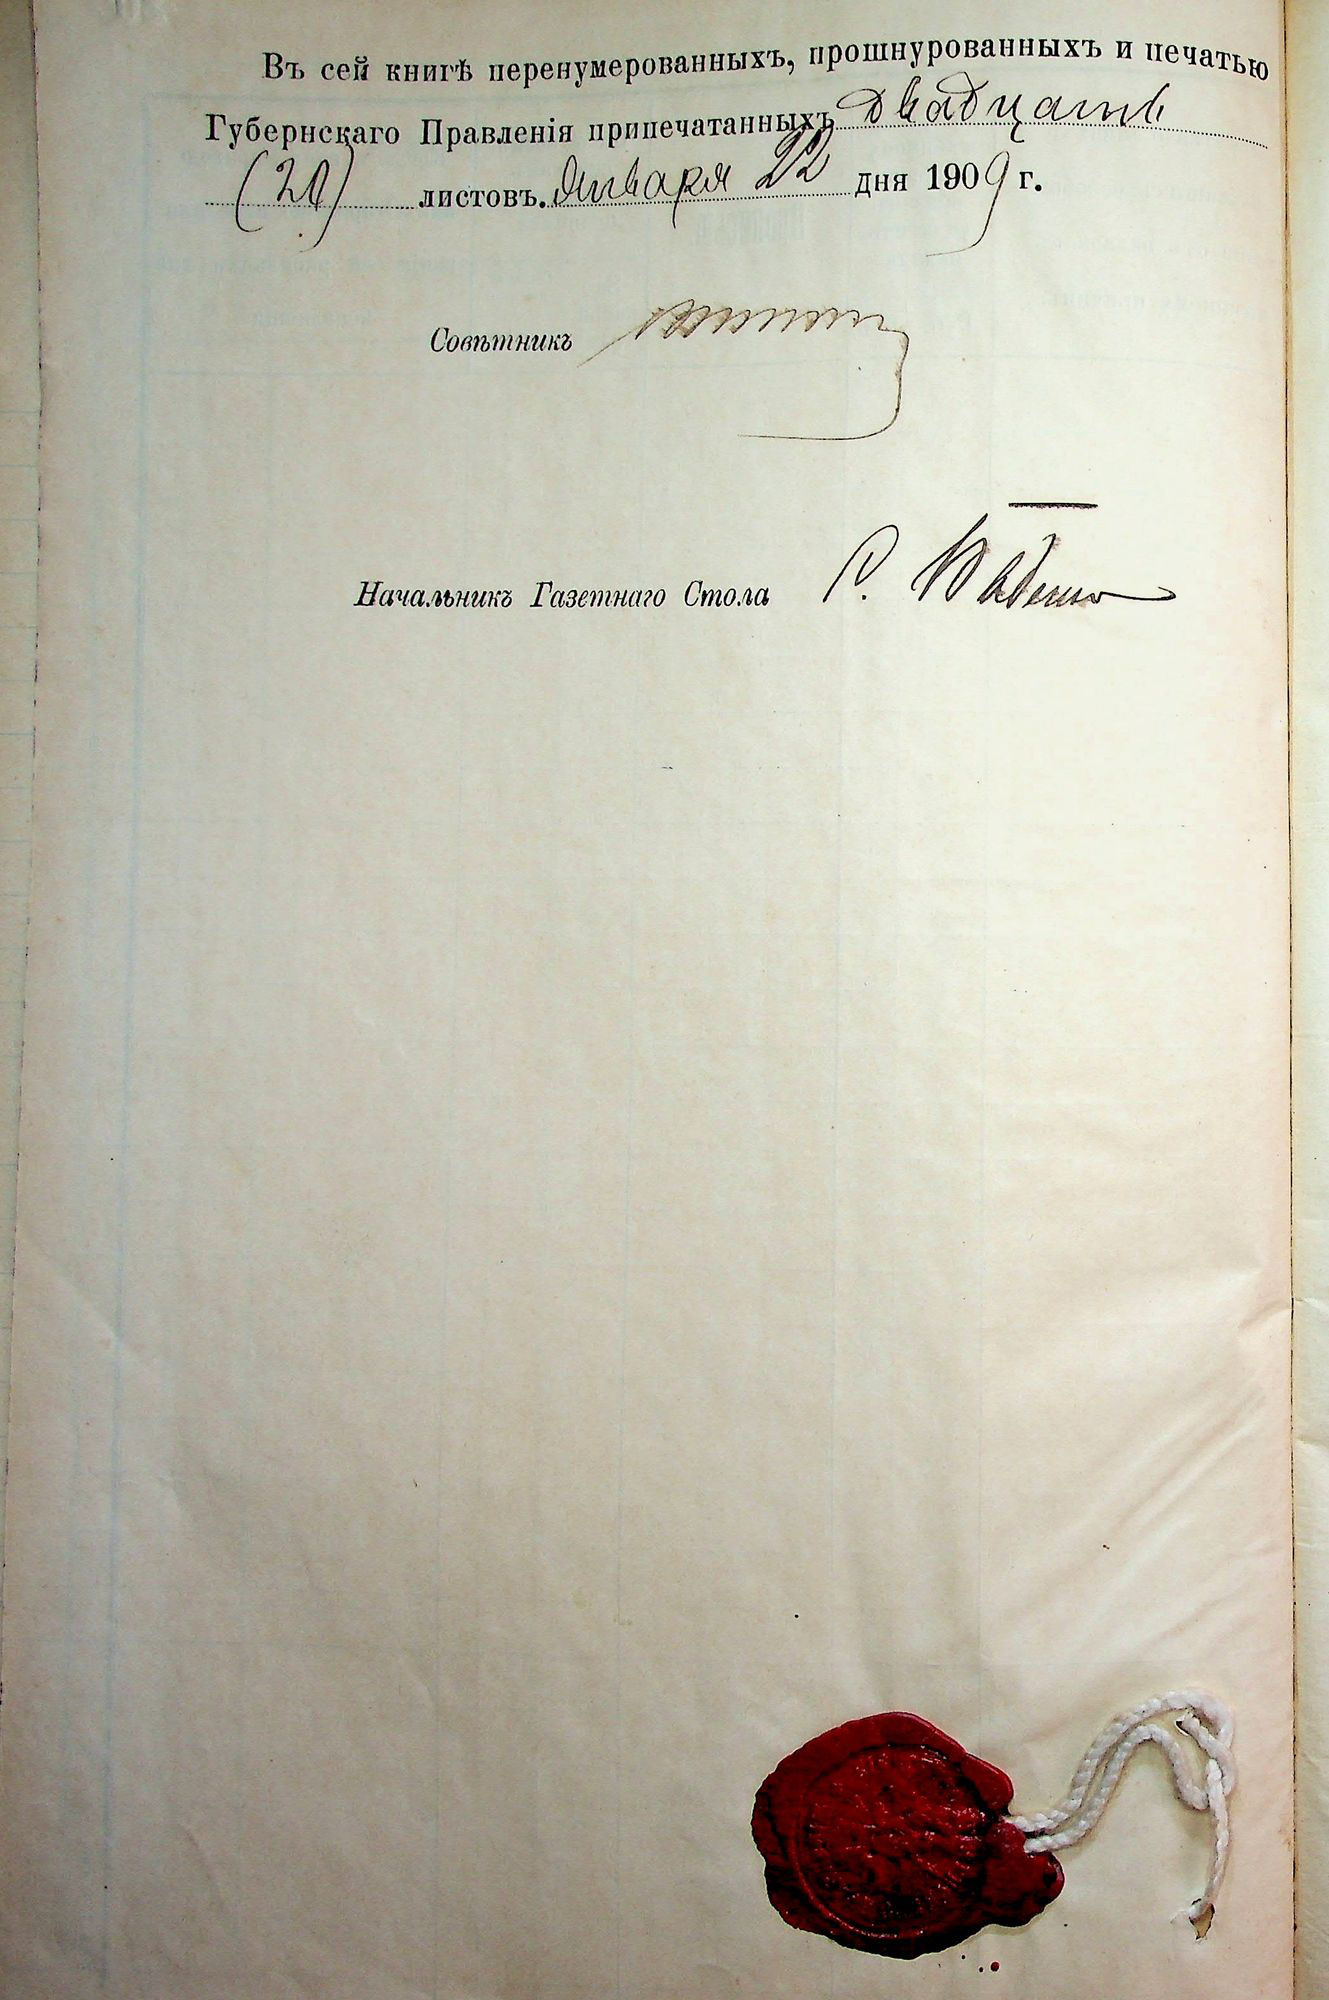 Въ сей книгѣ перенумерованныхъ, прошнурованныхъ и печатью
Губернскаго Правленія припечатанныхъ двадцать
(20) листовъ. Января 22 дня 1909 г.
Совѣтникъ
Начальникъ Газетнаго Стола